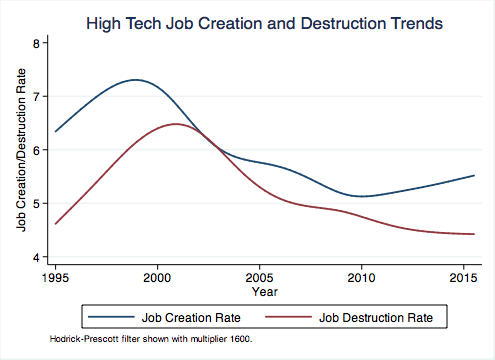 High Tech Job Creation and Destruction Trends
Job Creation/Destruction Rate
8
7
6
5
4
1995 2000 2005 2010 2015
Year
Job Creation Rate Job Destruction Rate
Hodrick-Prescott filter shown with multiplier 1600.